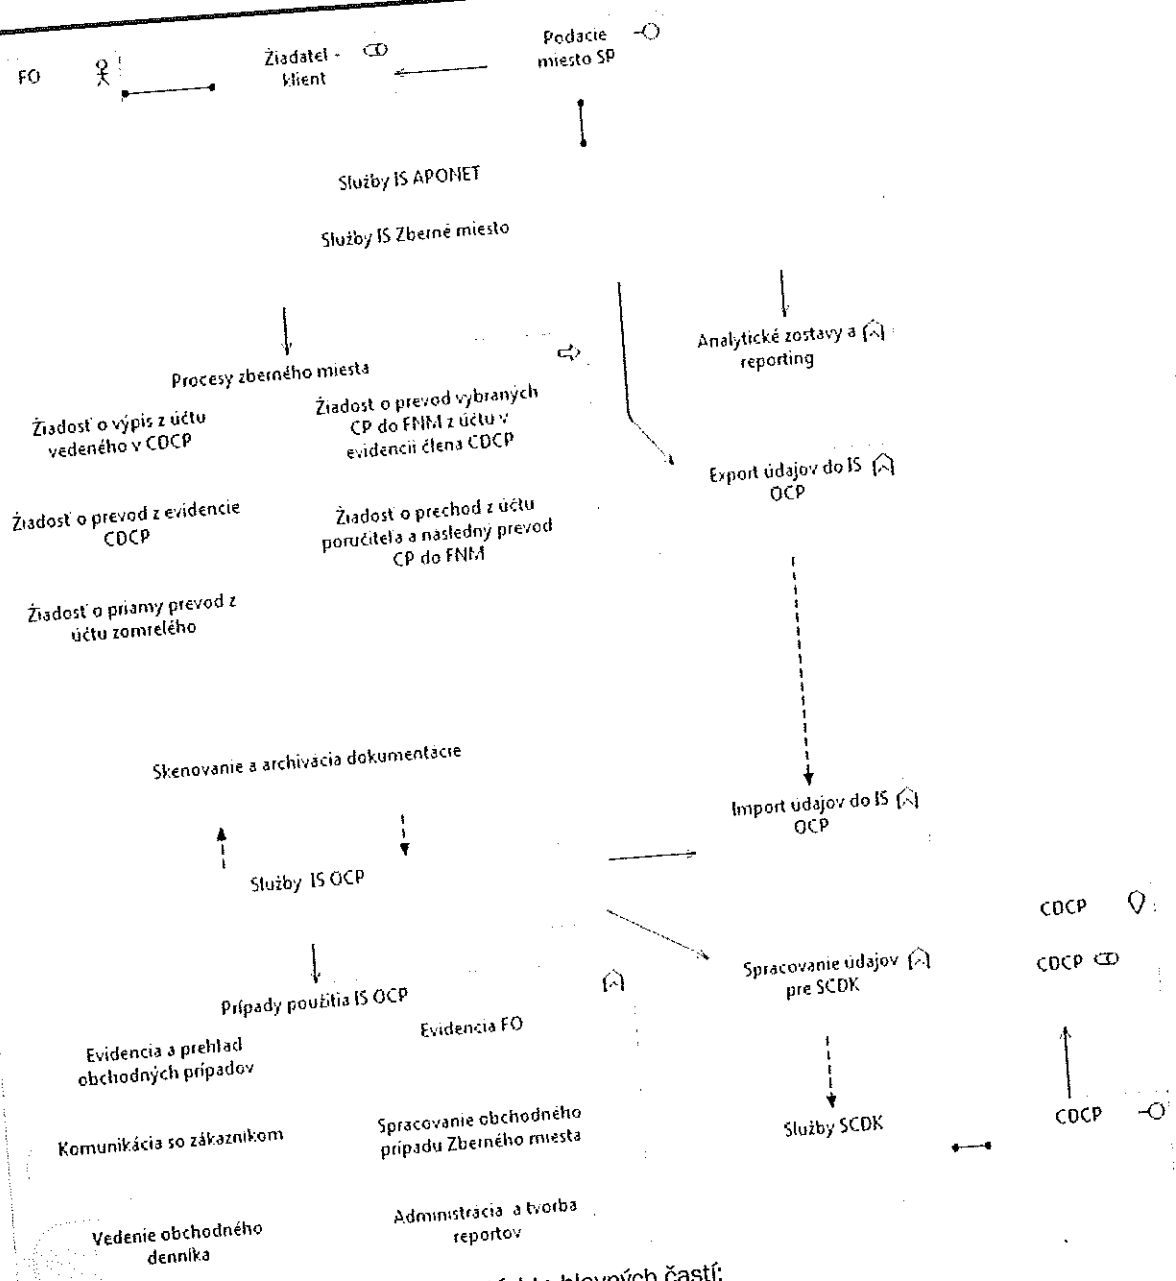 FO
Žiadateľ -
klient
Podacie
miesto SP
Služby IS APONET
Služby IS Zberné miesto
Analytické zostavy a
reporting
Procesy zberného miesta
Žiadosť o výpis z účtu
vedeného v CDCP
Žiadosť o prevod vybraných
CP do FNM z účtu v
evidencii člena CDCP
Export údajov do IS
OCP
Žiadosť o prevod z evidencie
CDCP
Žiadosť o prechod z účtu
poručiteľa a následný prevod
CP do FNM
Žiadosť o priamy prevod z
účtu zomrelého
Skenovanie a archivácia dokumentácie
Import údajov do IS
OCP
Služby IS OCP
CDCP
CDCP
Spracovanie údajov
pre SCDK
Prípady použitia IS OCP
Evidencia a prehľad
obchodných prípadov
Evidencia FO
Komunikácia so zákazníkom
Spracovanie obchodného
prípadu Zberného miesta
Služby SCDK
CDCP
Vedenie obchodného
denníka
Administrácia a tvorba
reportov
hlavných častí: